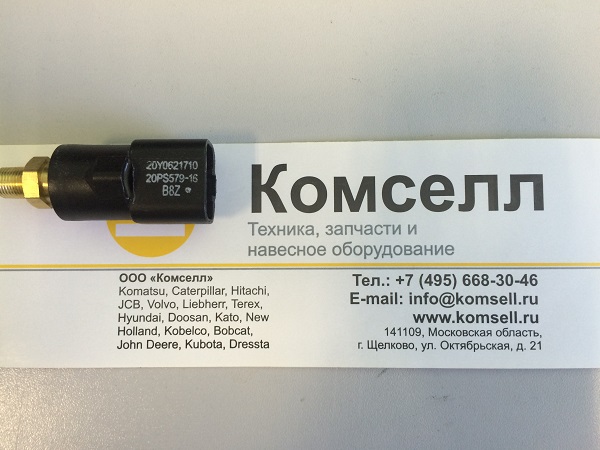 20Y0621710
20PS579-16
B8Z
Комселл
Техника, запчасти и
навесное оборудование
ООО «Комселл»
Komatsu, Caterpillar, Hitachi,
JCB, Volvo, Liebherr, Terex,
Hyundai, Doosan, Kato, New
Holland, Kobelco, Bobcat,
John Deere, Kubota, Dressta
Тел.: +7 (495) 668-30-46
E-mail: info@komsell.ru
www.komsell.ru
141109, Московская область,
г. Щелково, ул. Октябрьская, д. 21